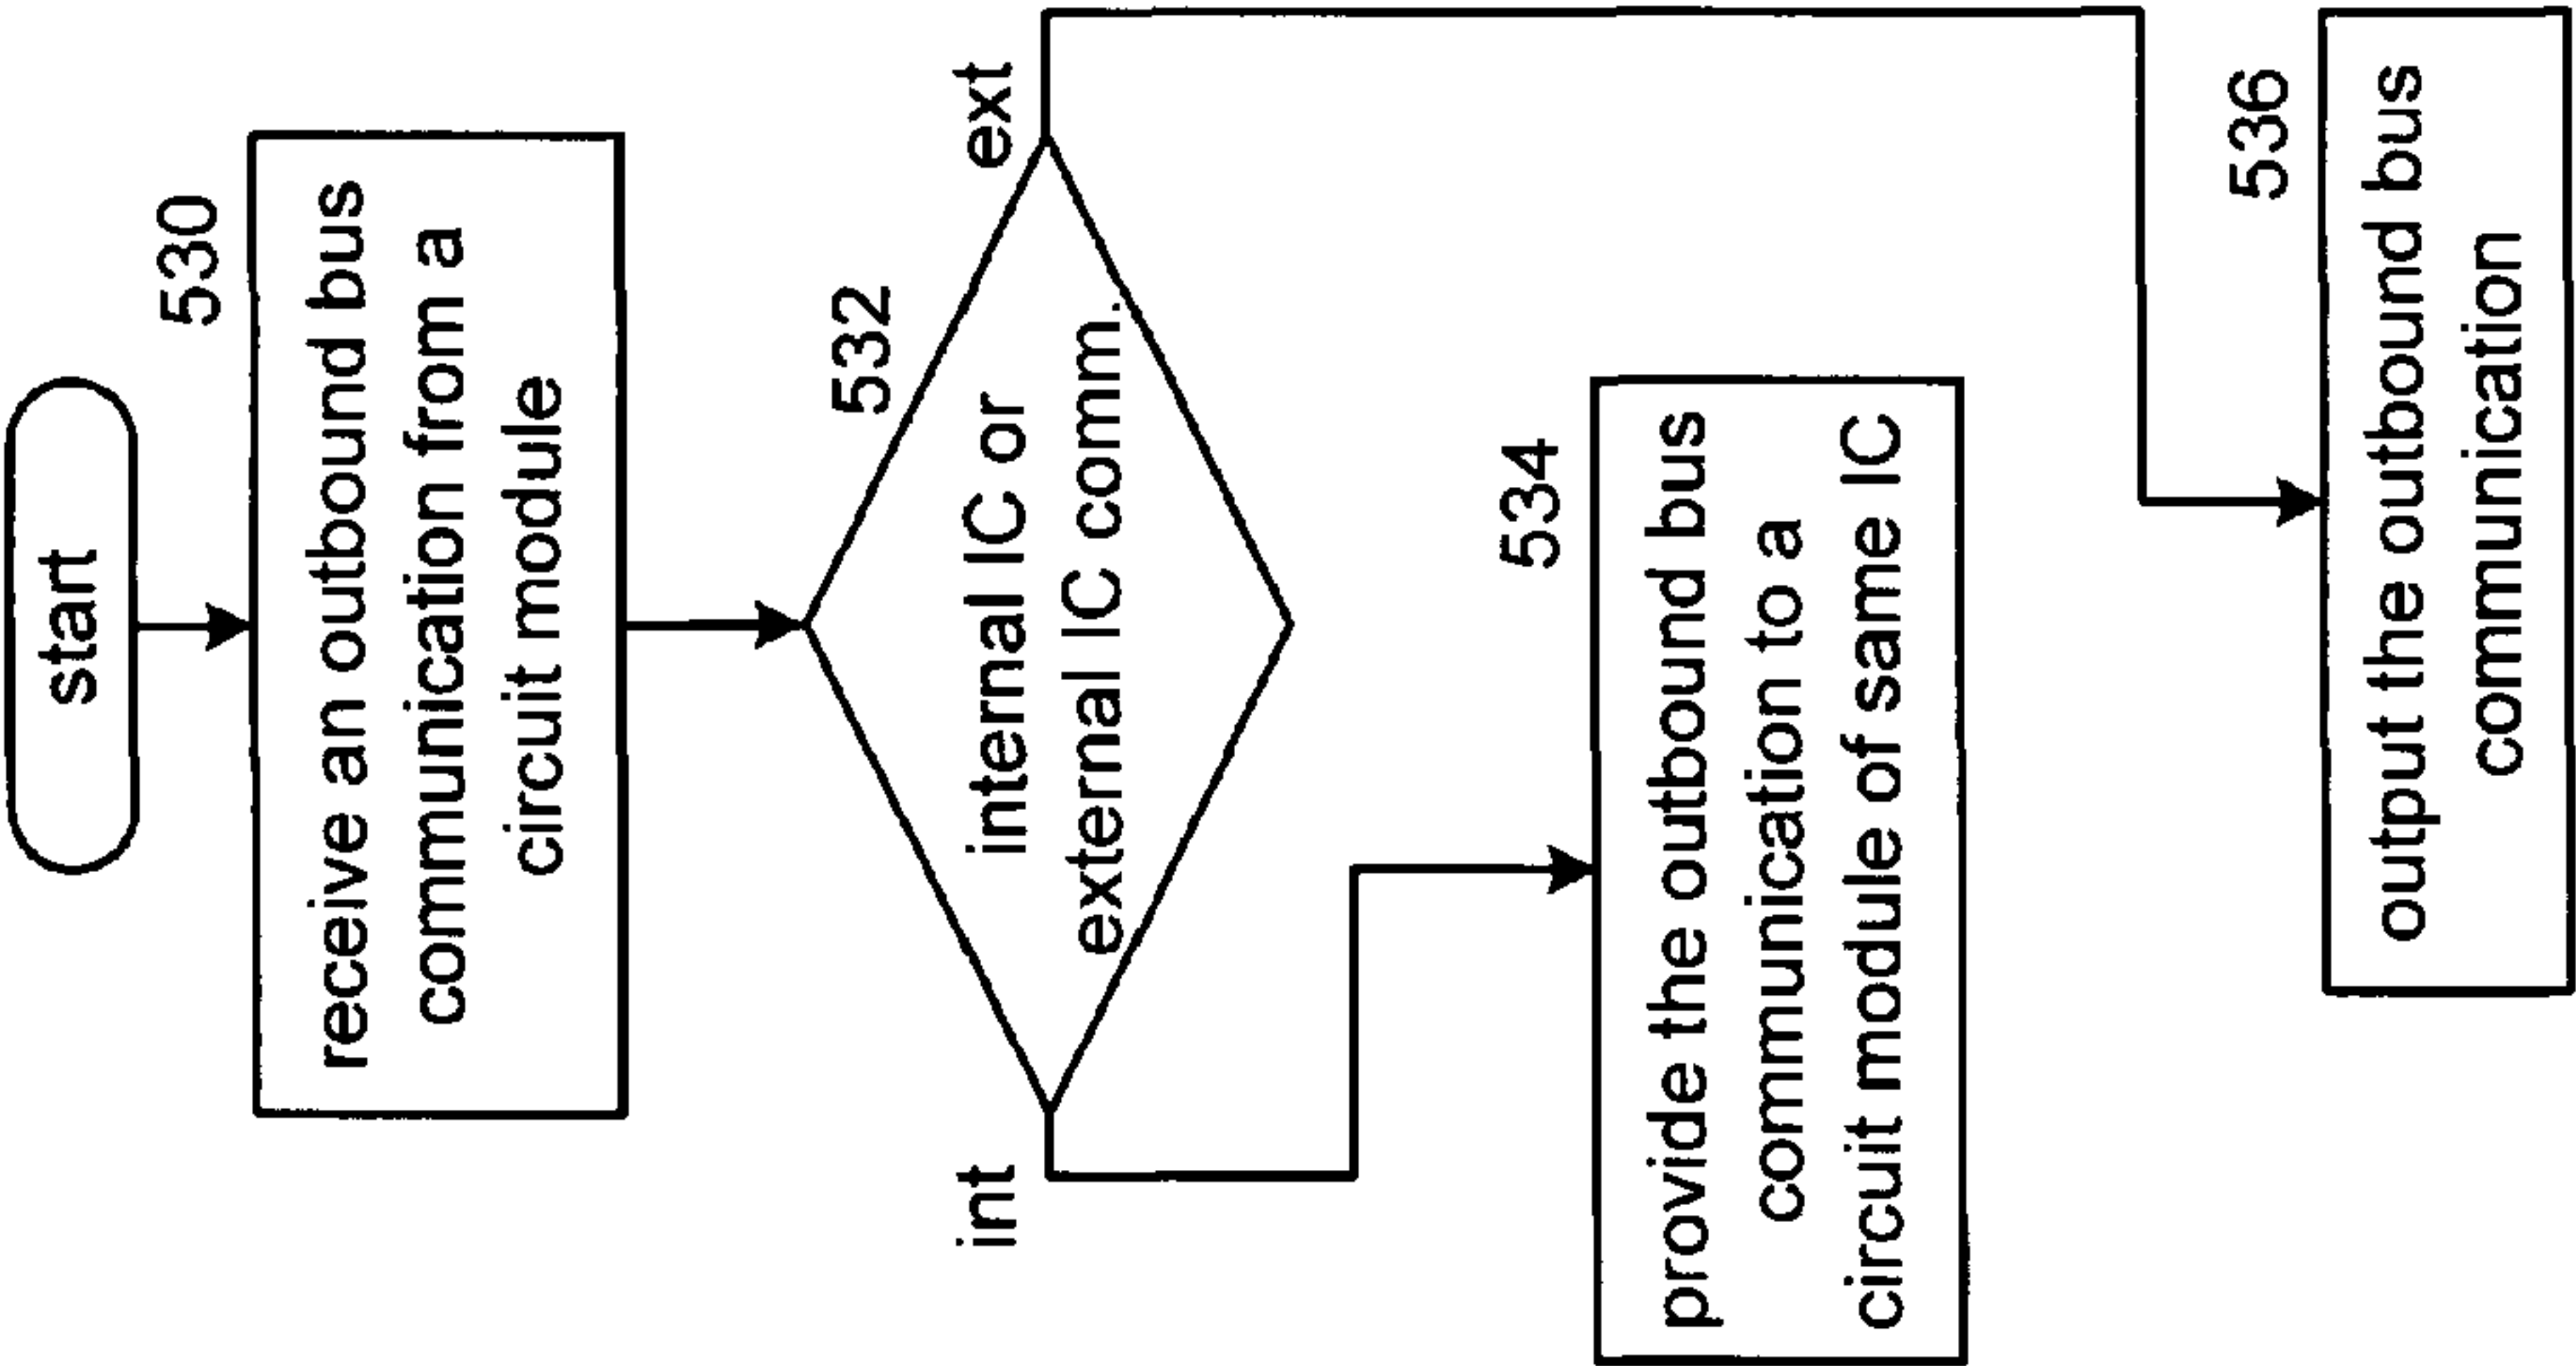 start
530
receive an outbound bus
communication from a
circuit module
532
internal IC or
external IC comm.
int
ext
534
provide the outbound bus
communication to a
circuit module of same IC
536
output the outbound bus
communication